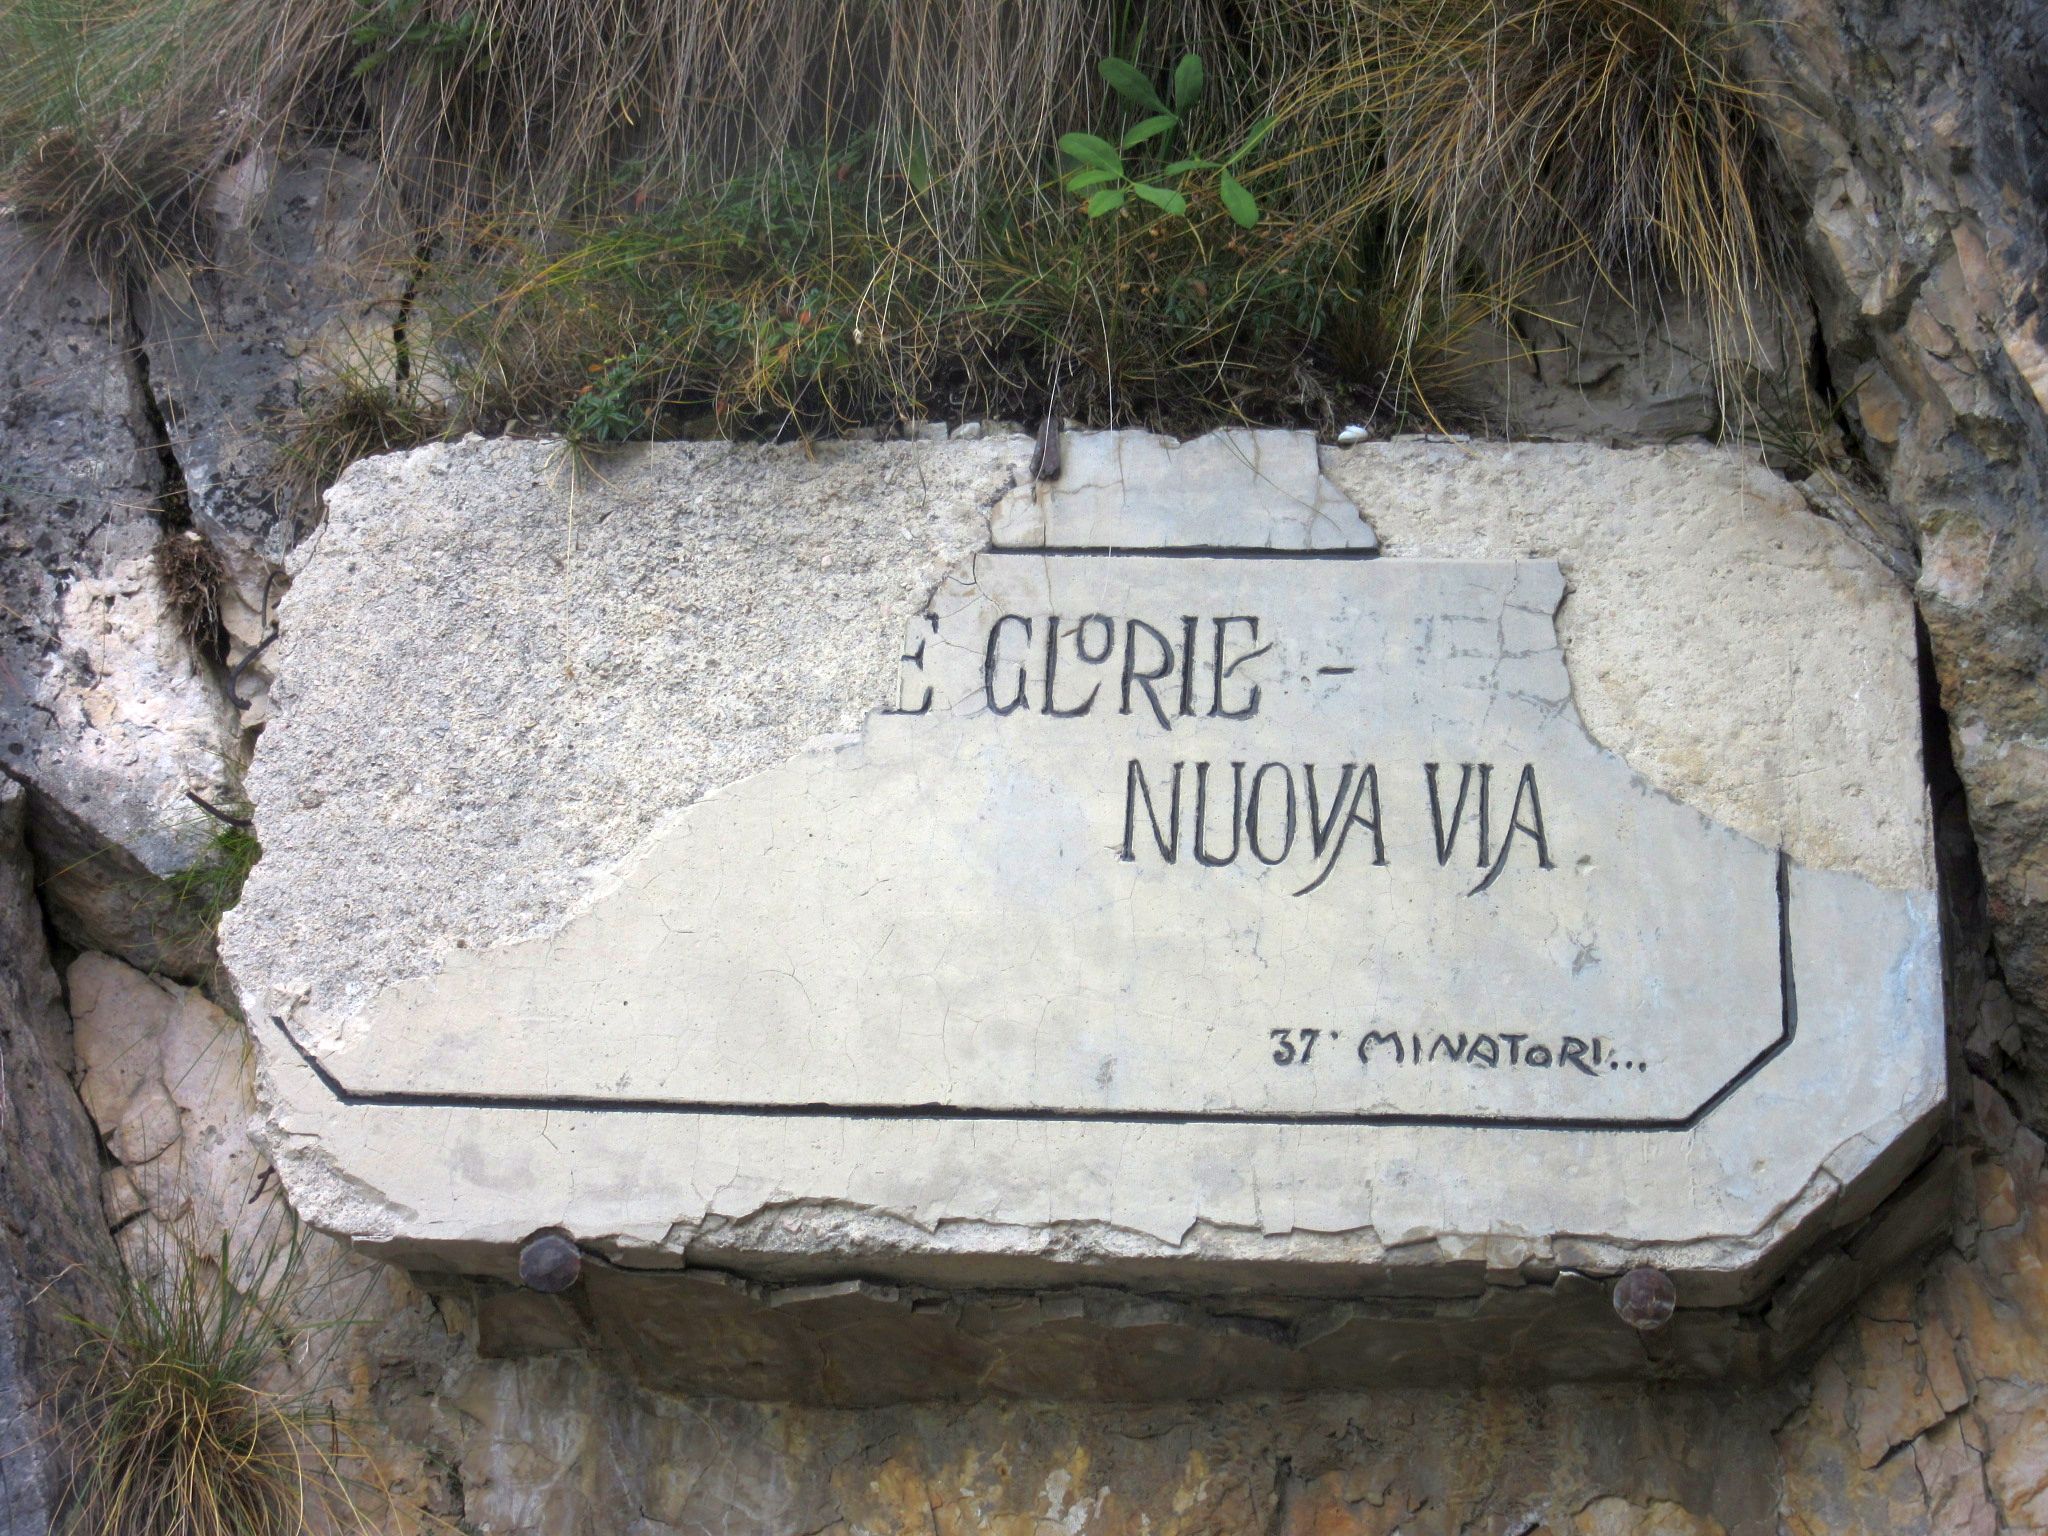 E GLORIE -
NUOVA VIA
37° MINATORI...